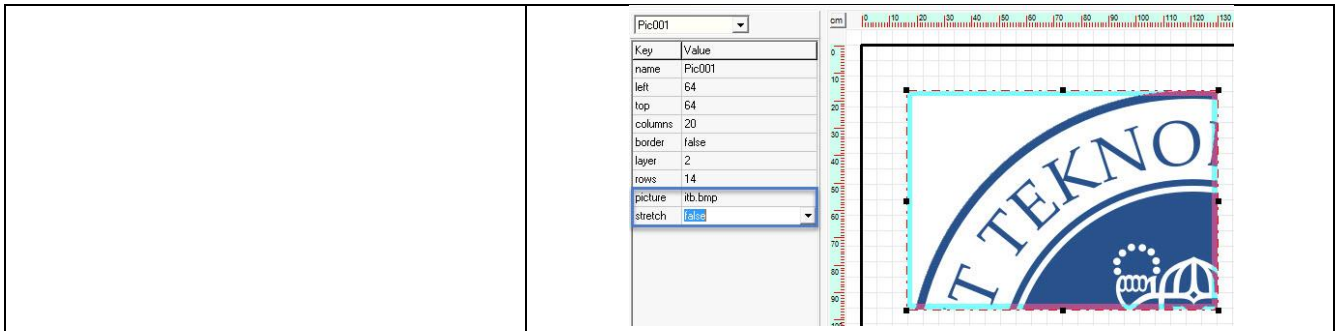 Pic001
Key Value
name Pic001
left 64
top 64
columns 20
border false
layer 2
rows 14
picture itb.bmp
stretch false
cm
0 10 20 30 40 50 60 70 80 90 100 110 120 130
0
10
20
30
40
50
60
70
80
90
T TEKNO